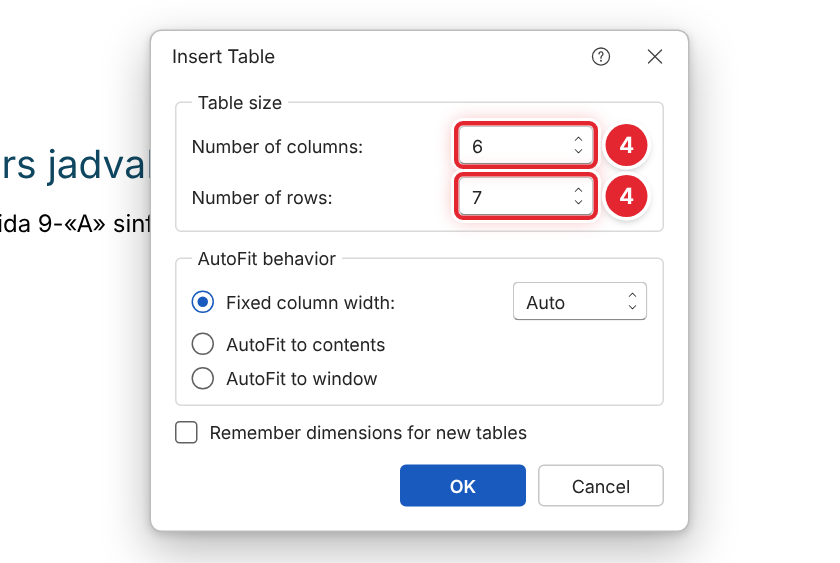 Insert Table
Table size
rs jadval
Number of columns: 6 4
Number of rows: 7 4
ida 9-«A» sinf
AutoFit behavior
Fixed column width: Auto
AutoFit to contents
AutoFit to window
Remember dimensions for new tables
OK Cancel